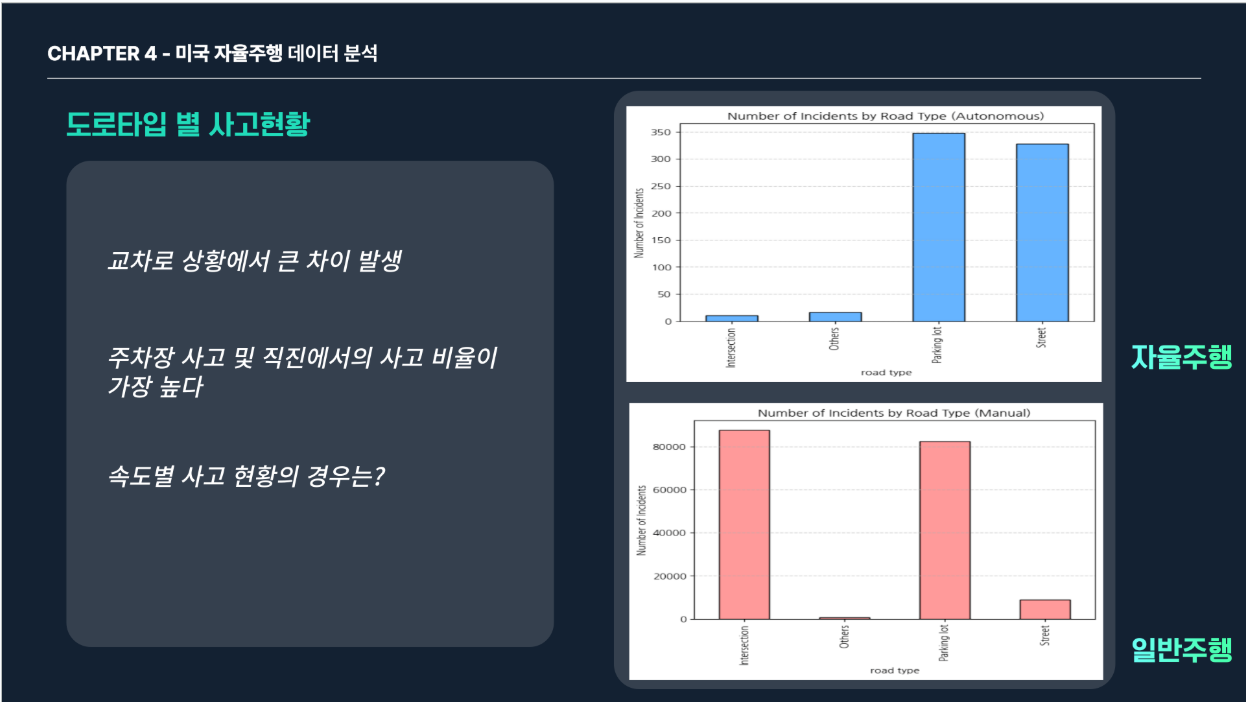 CHAPTER 4 - 미국 자율주행 데이터 분석
도로타입 별 사고현황
교차로 상황에서 큰 차이 발생
주차장 사고 및 직진에서의 사고 비율이
가장 높다
속도별 사고 현황의 경우는?
Number of Incidents by Road Type (Autonomous)
Number of Incidents
350
300
250
200
150
100
50
0
Intersection
Others
Parking lot
Street
road type
자율주행
Number of Incidents by Road Type (Manual)
Number of Incidents
80000
60000
40000
20000
0
Intersection
Others
Parking lot
Street
road type
일반주행